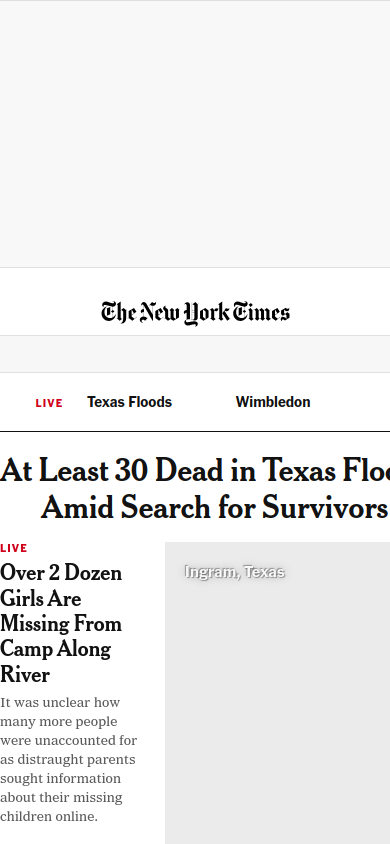 The New York Times
LIVE Texas Floods Wimbledon
At Least 30 Dead in Texas
Amid Search for Survivors
LIVE
Over 2 Dozen
Girls Are
Missing From
Camp Along
River
It was unclear how
many more people
were unaccounted for
as distraught parents
sought information
about their missing
children online.
Ingram, Texas